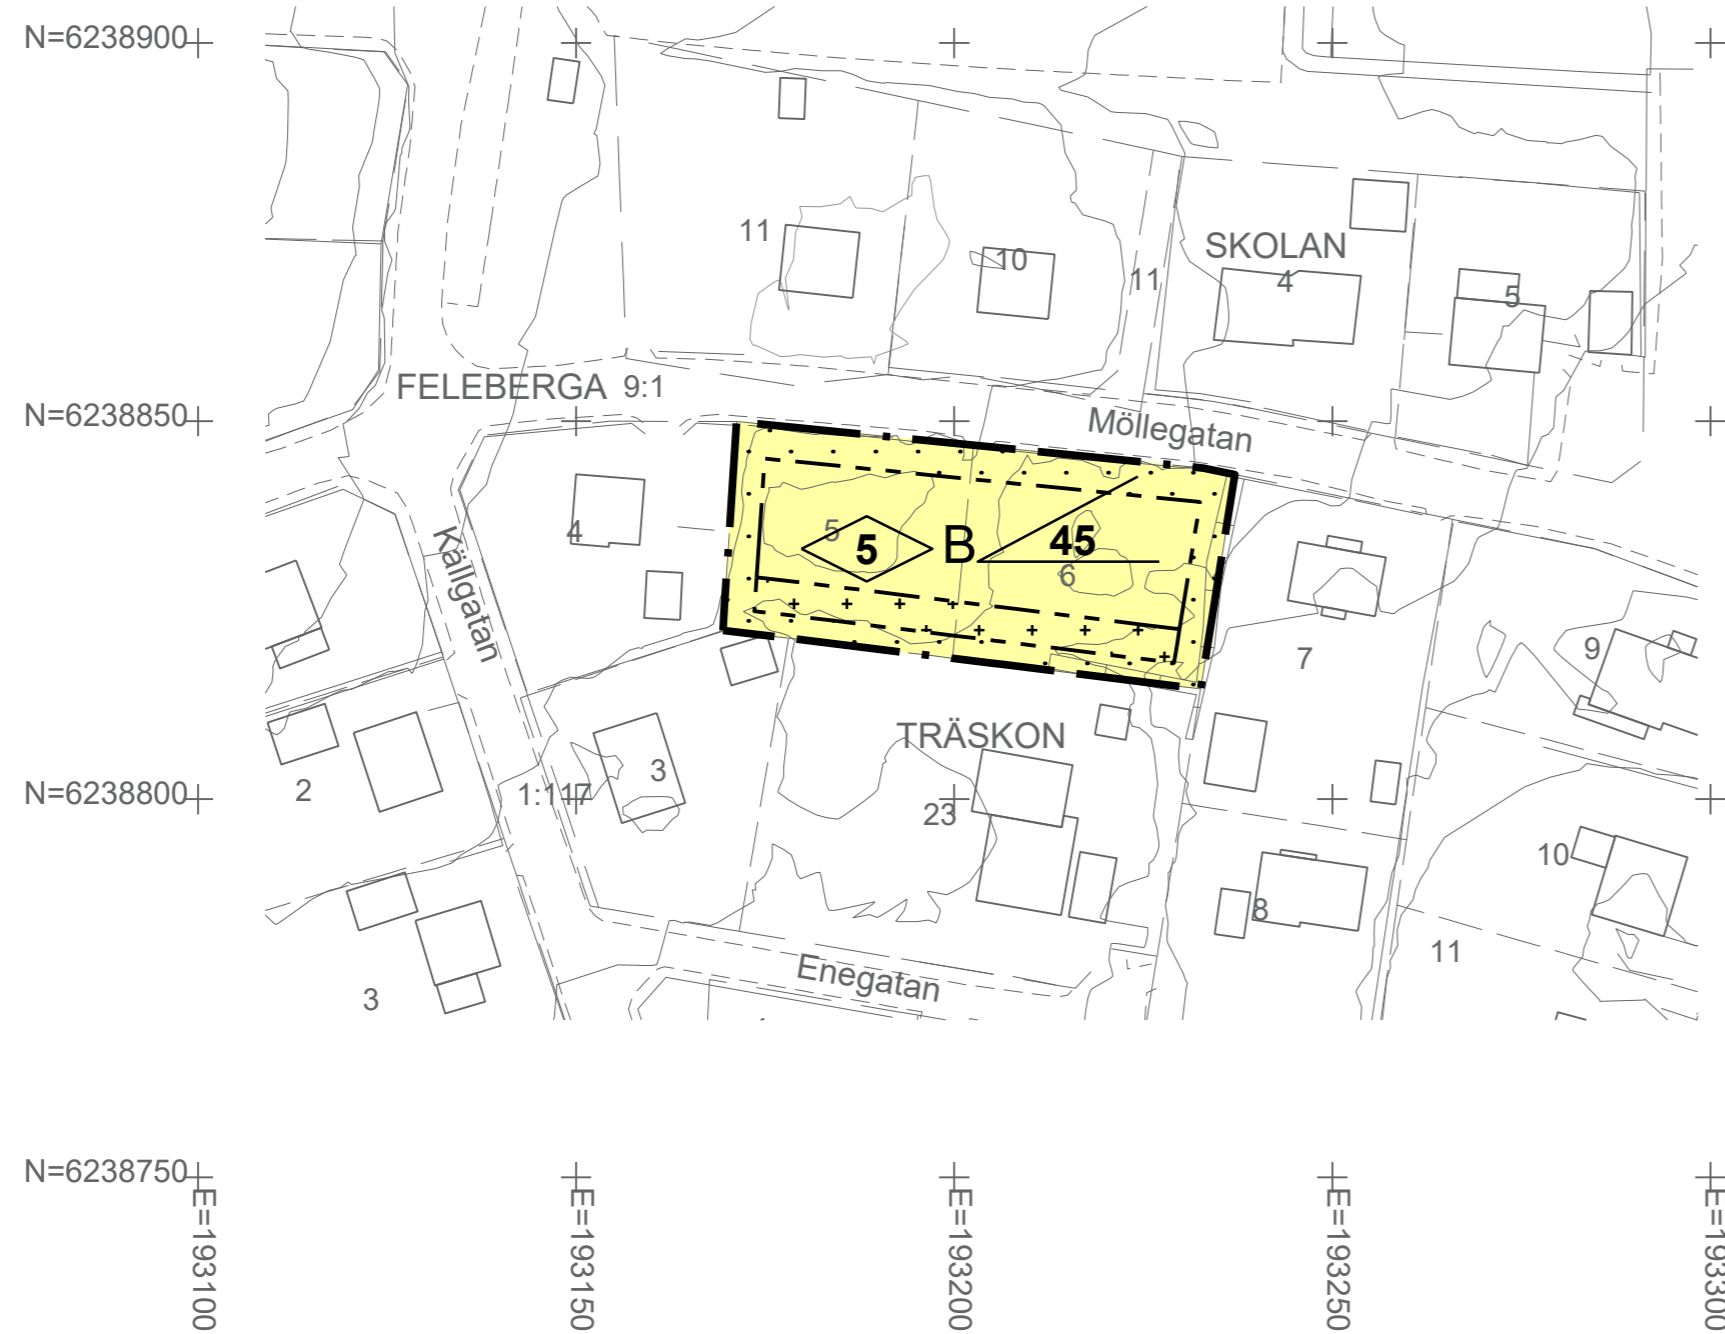 N=6238900
11
SKOLAN
10
11
4
5
FELEBERGA 9:1
N=6238850
Möllegatan
4
5
5
B
45
6
Källgatan
7
9
TRÄSKON
3
2
N=6238800
1:117
23
10
8
11
3
Enegatan
N=6238750
E=193100
E=193150
E=193200
E=193250
E=193300